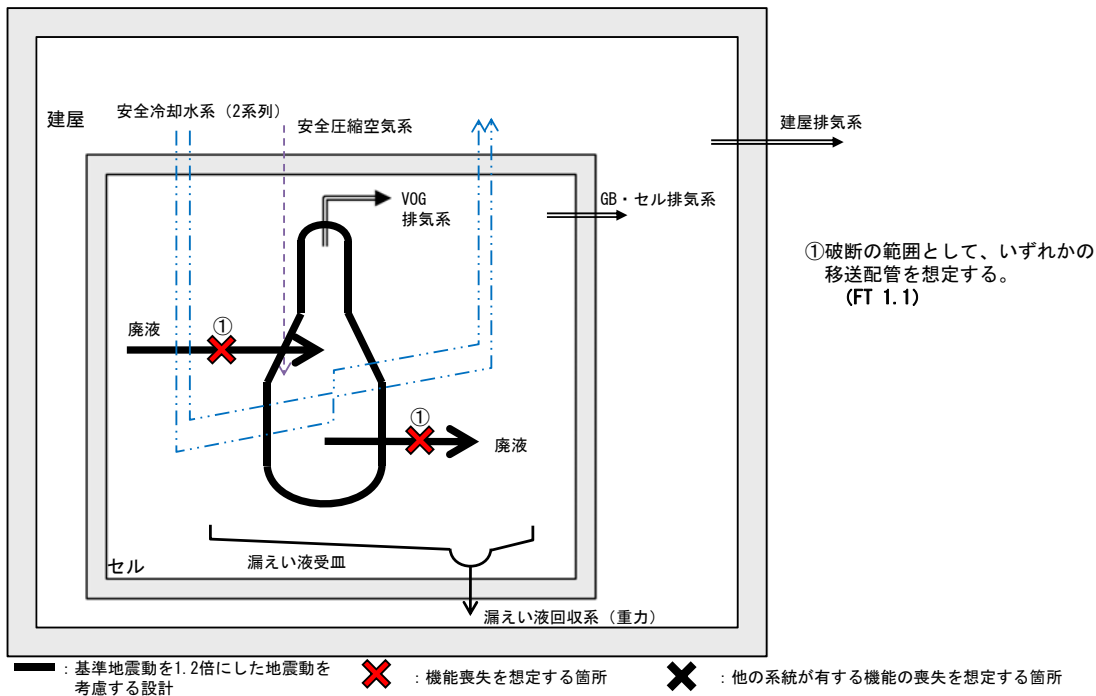 建屋
安全冷却水系（2系列）
安全圧縮空気系
建屋排気系
VOG
排気系
GB・セル排気系
①破断の範囲として、いずれかの
移送配管を想定する。
(FT 1.1)
廃液
①
①
廃液
セル
漏えい液受皿
漏えい液回収系（重力）
：基準地震動を1.2倍にした地震動を
考慮する設計
：機能喪失を想定する箇所
：他の系統が有する機能の喪失を想定する箇所